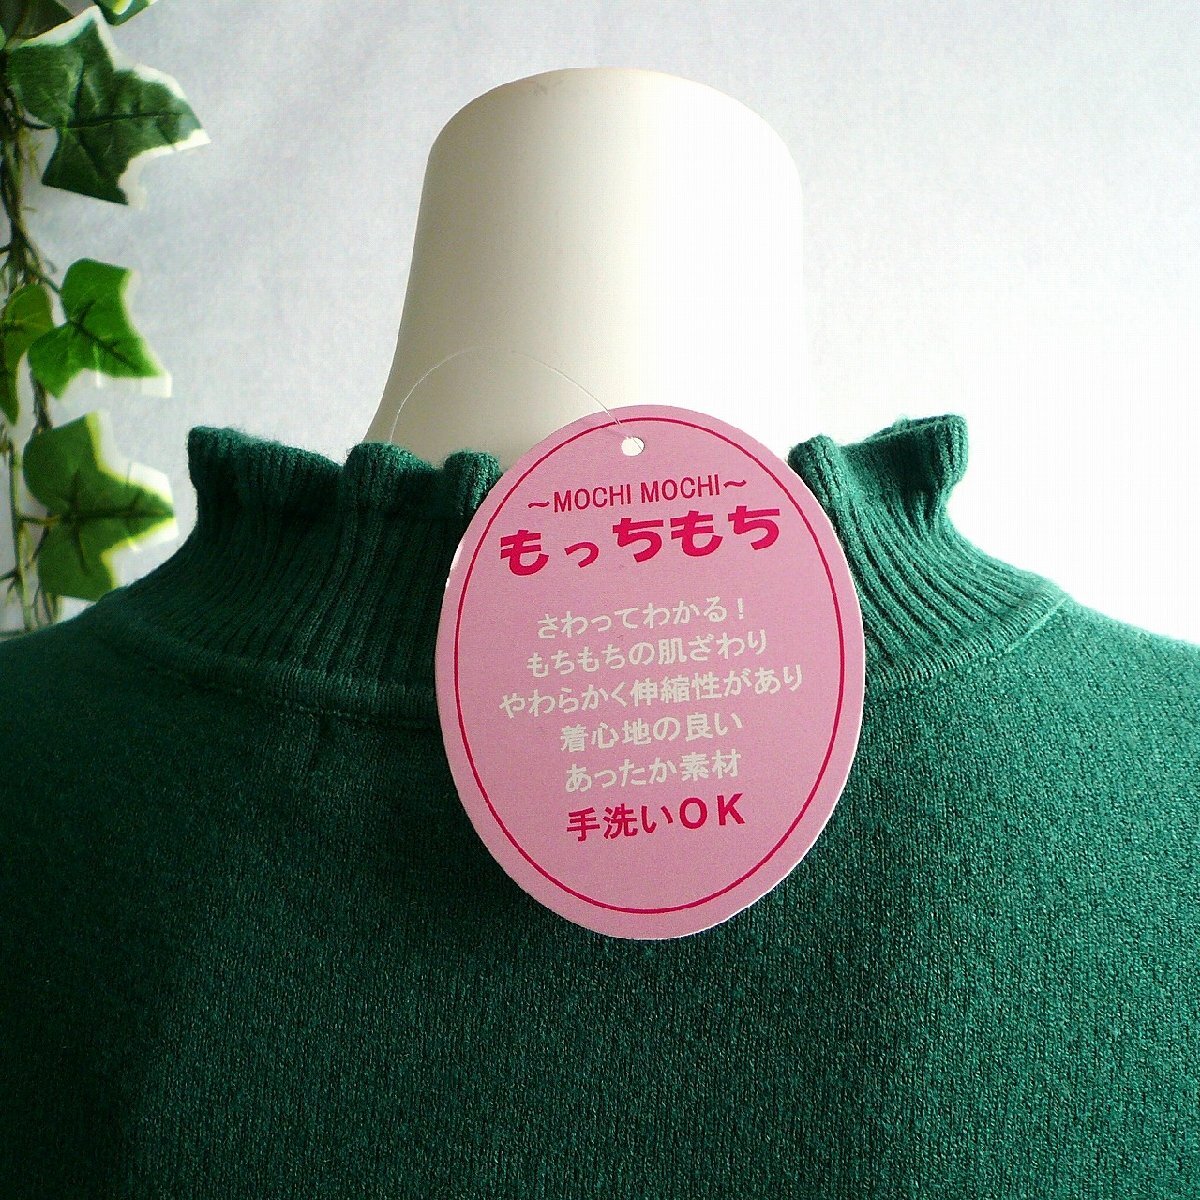 ～MOCHI MOCHI～
もっちもち
さわってわかる！
もちもちの肌ざわり
やわらかく伸縮性があり
着心地の良い
あったか素材
手洗いOK